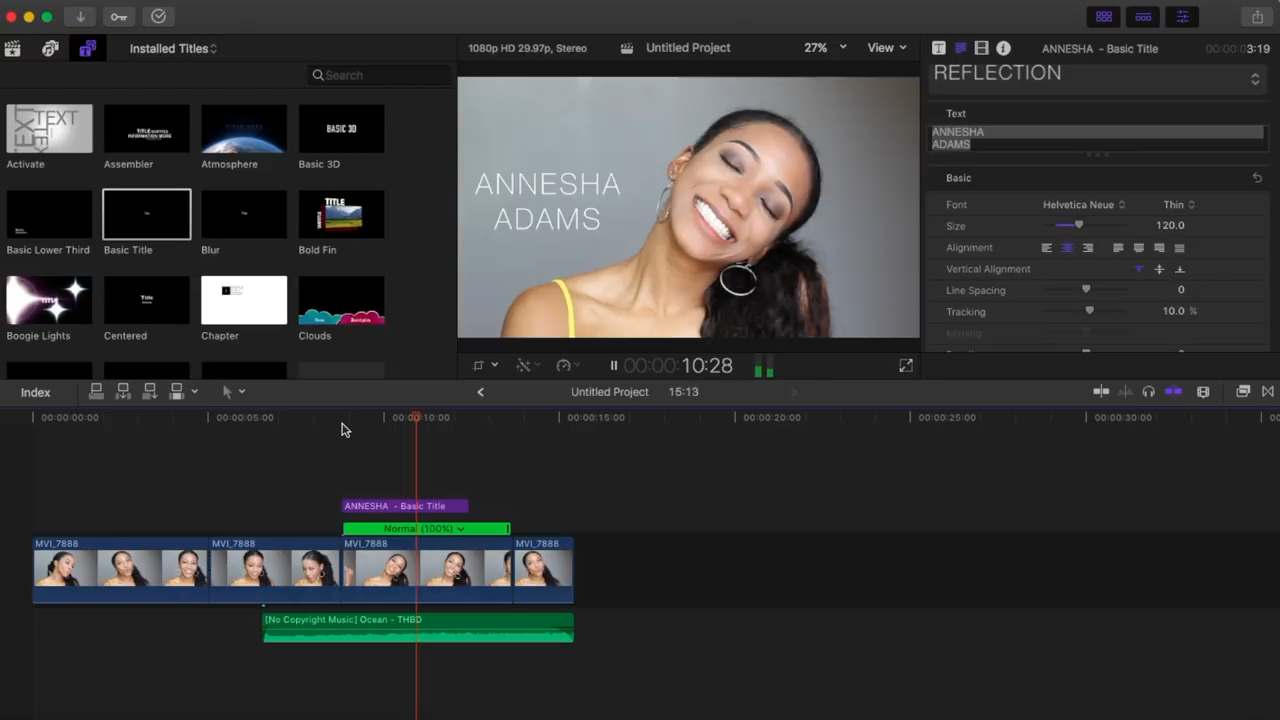 Installed Titles
1080p HD 29.97p, Stereo
Untitled Project
27%
View
ANNESHA - Basic Title
00:00:03:19
Search
TEXT
Activate
Assembler
Atmosphere
BASIC 3D
Basic 3D
Basic Lower Third
Basic Title
Blur
TITLE
Bold Fin
Boogie Lights
Title
Centered
Chapter
Clouds
ANNESHA
ADAMS
REFLECTION
Text
ANNESHA
ADAMS
Basic
Font
Helvetica Neue
Thin
Size
120.0
Alignment
Vertical Alignment
Line Spacing
0
Tracking
10.0 %
Kerning
00:00:10:28
Index
Untitled Project
15:13
00:00:00:00
00:00:05:00
00:00:10:00
00:00:15:00
00:00:20:00
00:00:25:00
00:00:30:00
ANNESHA - Basic Title
Normal (100%)
MVI_7888
MVI_7888
MVI_7888
MVI_7888
[No Copyright Music] Ocean - THBD